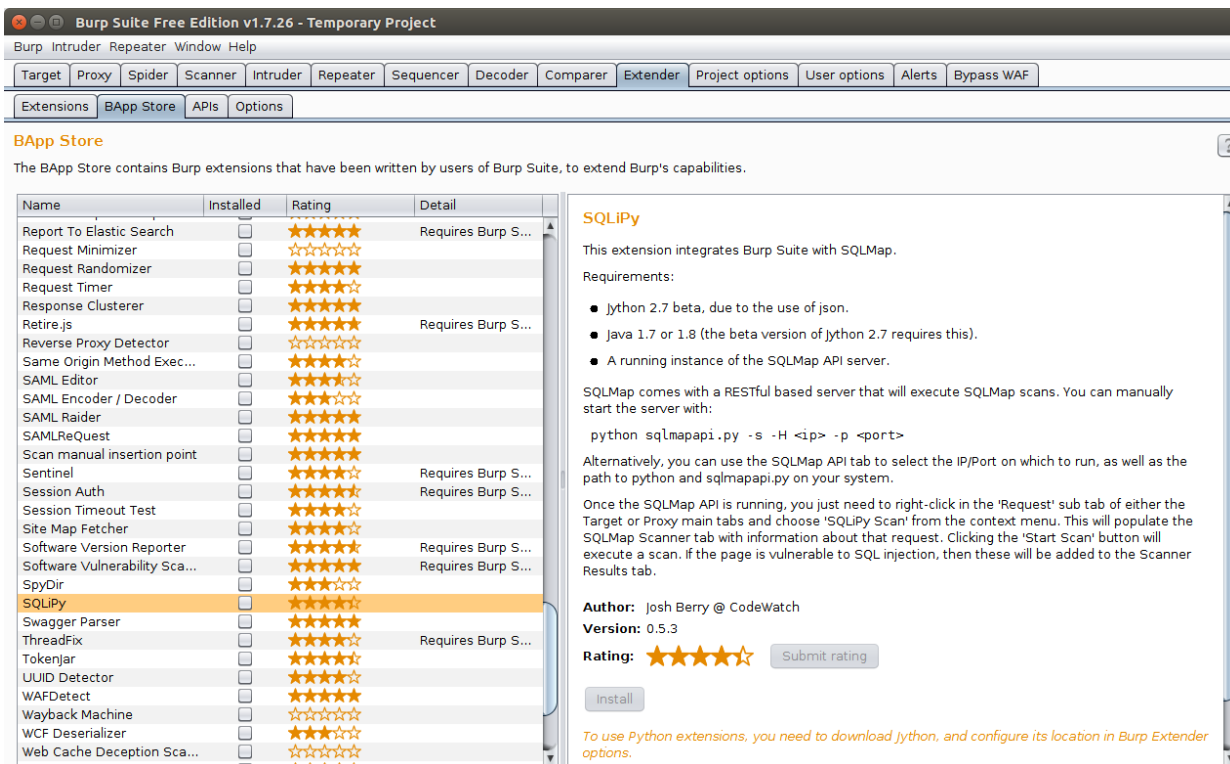 Burp Suite Free Edition v1.7.26 - Temporary Project
Burp Intruder Repeater Window Help
Target Proxy Spider Scanner Intruder Repeater Sequencer Decoder Comparer Extender Project options User options Alerts Bypass WAF
Extensions BApp Store APIs Options
BApp Store
?
The BApp Store contains Burp extensions that have been written by users of Burp Suite, to extend Burp's capabilities.
Name Installed Rating Detail
Report To Elastic Search Requires Burp S...
Request Minimizer
Request Randomizer
Request Timer
Response Clusterer
Retire.js Requires Burp S...
Reverse Proxy Detector
Same Origin Method Exec...
SAML Editor
SAML Encoder / Decoder
SAML Raider
SAMLReQuest
Scan manual insertion point
Sentinel Requires Burp S...
Session Auth Requires Burp S...
Session Timeout Test
Site Map Fetcher
Software Version Reporter Requires Burp S...
Software Vulnerability Sca... Requires Burp S...
SpyDir
SQLiPy
Swagger Parser
ThreadFix Requires Burp S...
TokenJar
UUID Detector
WAFDetect
Wayback Machine
WCF Deserializer
Web Cache Deception Sca...
SQLiPy
This extension integrates Burp Suite with SQLMap.
Requirements:
Jython 2.7 beta, due to the use of json.
Java 1.7 or 1.8 (the beta version of Jython 2.7 requires this).
A running instance of the SQLMap API server.
SQLMap comes with a RESTful based server that will execute SQLMap scans. You can manually
start the server with:
python sqlmapapi.py -s -H <ip> -p <port>
Alternatively, you can use the SQLMap API tab to select the IP/Port on which to run, as well as the
path to python and sqlmapapi.py on your system.
Once the SQLMap API is running, you just need to right-click in the 'Request' sub tab of either the
Target or Proxy main tabs and choose 'SQLiPy Scan' from the context menu. This will populate the
SQLMap Scanner tab with information about that request. Clicking the 'Start Scan' button will
execute a scan. If the page is vulnerable to SQL injection, then these will be added to the Scanner
Results tab.
Author: Josh Berry @ CodeWatch
Version: 0.5.3
Rating: Submit rating
Install
To use Python extensions, you need to download Jython, and configure its location in Burp Extender
options.